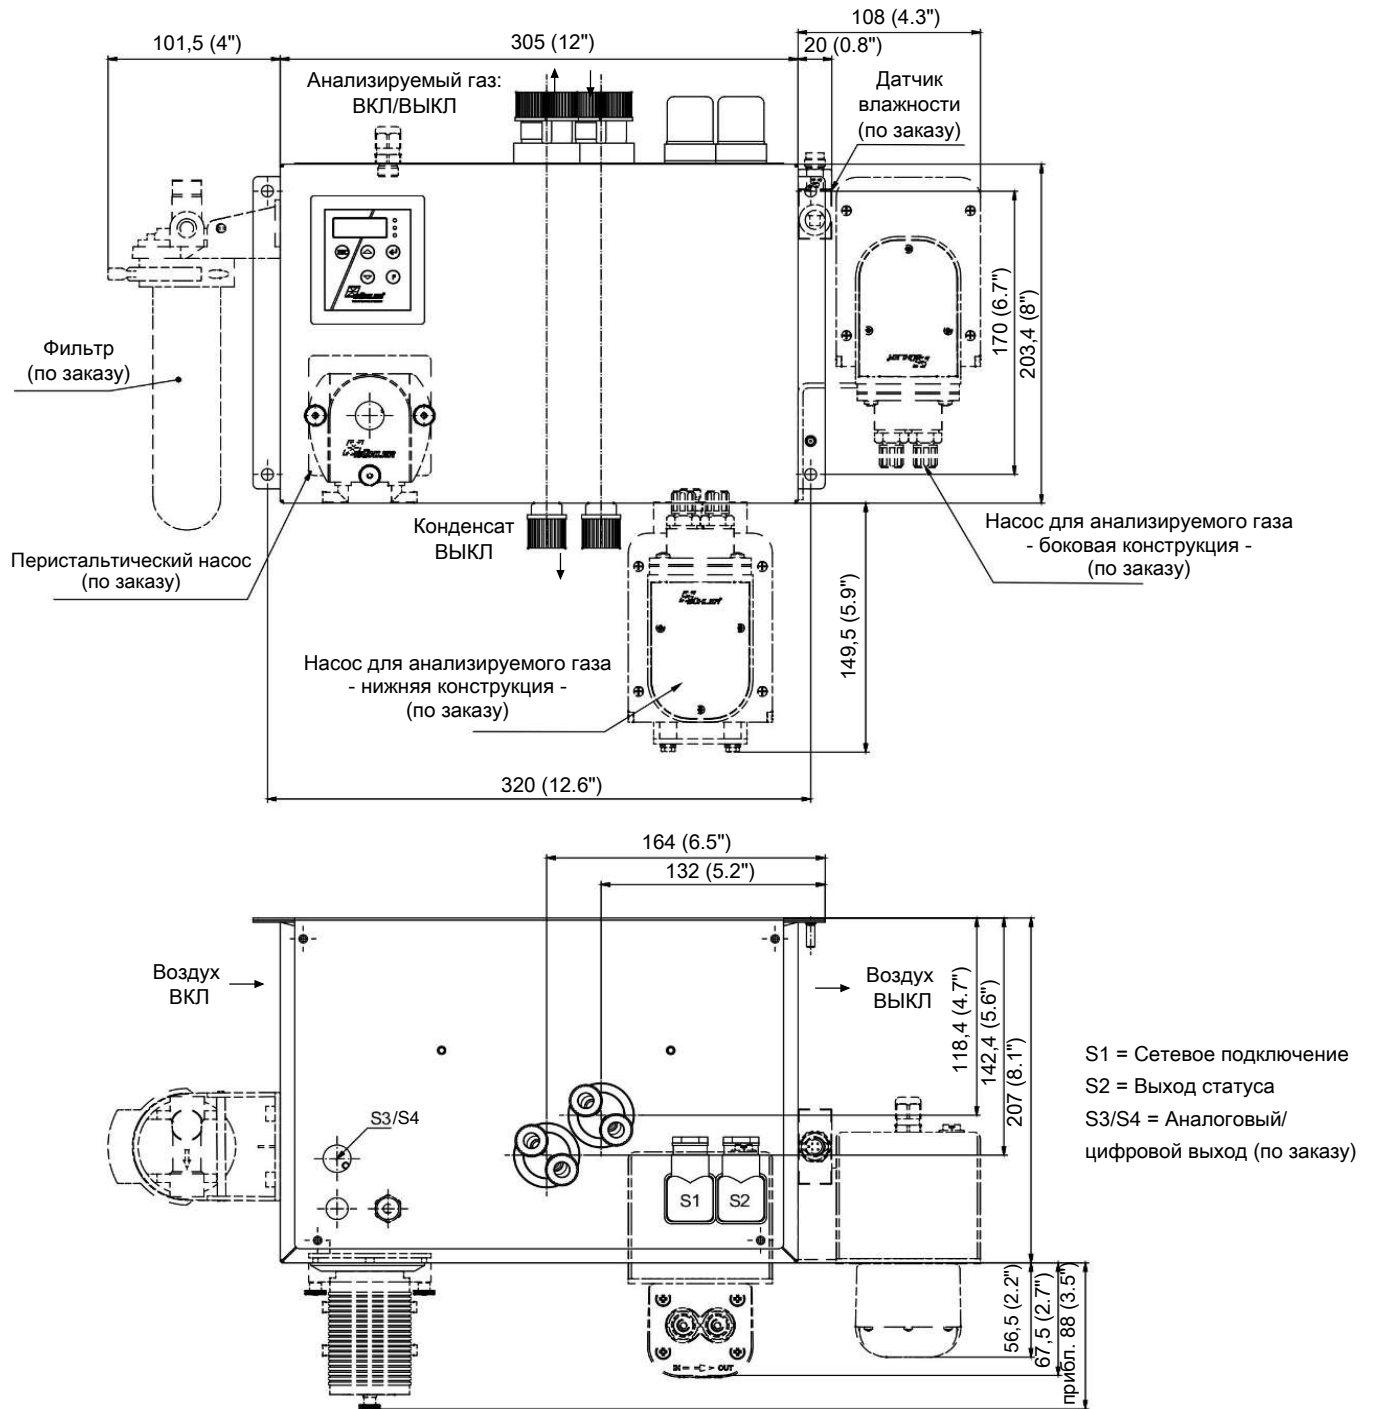 108 (4.3")
101,5 (4")
305 (12")
20 (0.8")
Анализируемый газ:
ВКЛ/ВЫКЛ
Датчик
влажности
(по заказу)
170 (6.7")
203,4 (8")
Фильтр
(по заказу)
Конденсат
ВЫКЛ
Насос для анализируемого газа
- боковая конструкция -
(по заказу)
Перистальтический насос
(по заказу)
149,5 (5.9")
Насос для анализируемого газа
- нижняя конструкция -
(по заказу)
320 (12.6")
164 (6.5")
132 (5.2")
Воздух
ВКЛ
Воздух
ВЫКЛ
118,4 (4.7")
142,4 (5.6")
207 (8.1")
S1 = Сетевое подключение
S2 = Выход статуса
S3/S4 = Аналоговый/
цифровой выход (по заказу)
S3/S4
S1
S2
56,5 (2.2")
67,5 (2.7")
прибл. 88 (3.5")
IN
OUT